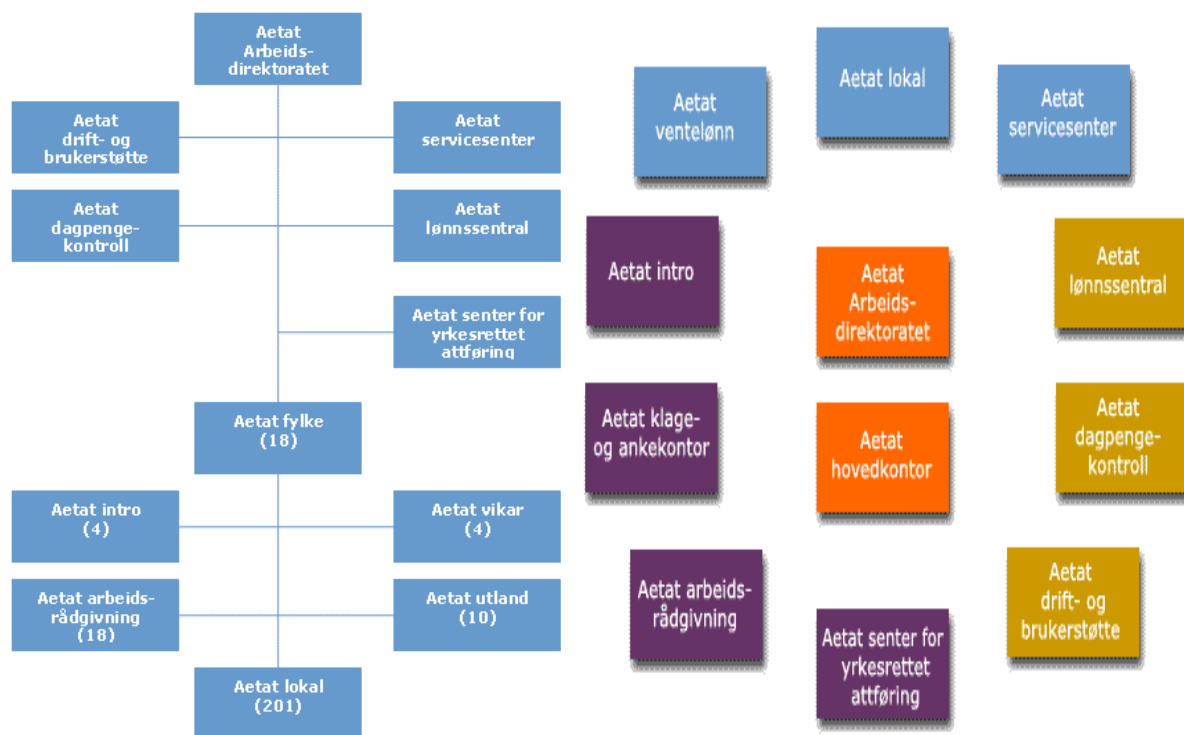 Aetat
Arbeids-
direktoratet
Aetat
drift- og
brukerstøtte
Aetat
servicesenter
Aetat
dagpenge-
kontroll
Aetat
lønnssentral
Aetat senter for
yrkesrettet
attføring
Aetat fylke
(18)
Aetat intro
(4)
Aetat vikar
(4)
Aetat arbeids-
rådgivning
(18)
Aetat utland
(10)
Aetat lokal
(201)
Aetat
ventelønn
Aetat lokal
Aetat
servicesenter
Aetat intro
Aetat
Arbeids-
direktoratet
Aetat
lønnssentral
Aetat klage-
og ankekontor
Aetat
hovedkontor
Aetat
dagpenge-
kontroll
Aetat arbeids-
rådgivning
Aetat senter for
yrkesrettet
attføring
Aetat
drift- og
brukerstøtte